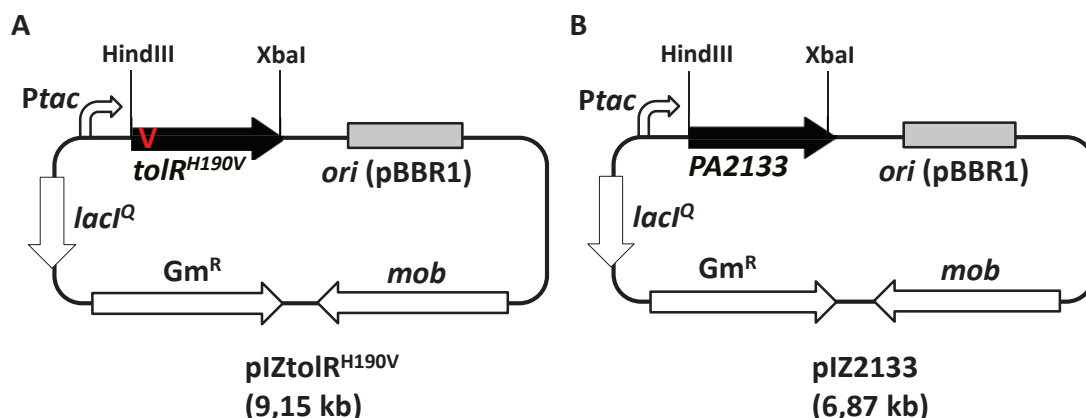 A
HindIII
XbaI
Ptac
V
tolR^H190V
ori (pBBR1)
lacI^Q
Gm^R
mob
pIZtolR^H190V
(9,15 kb)
B
HindIII
XbaI
Ptac
PA2133
ori (pBBR1)
lacI^Q
Gm^R
mob
pIZ2133
(6,87 kb)